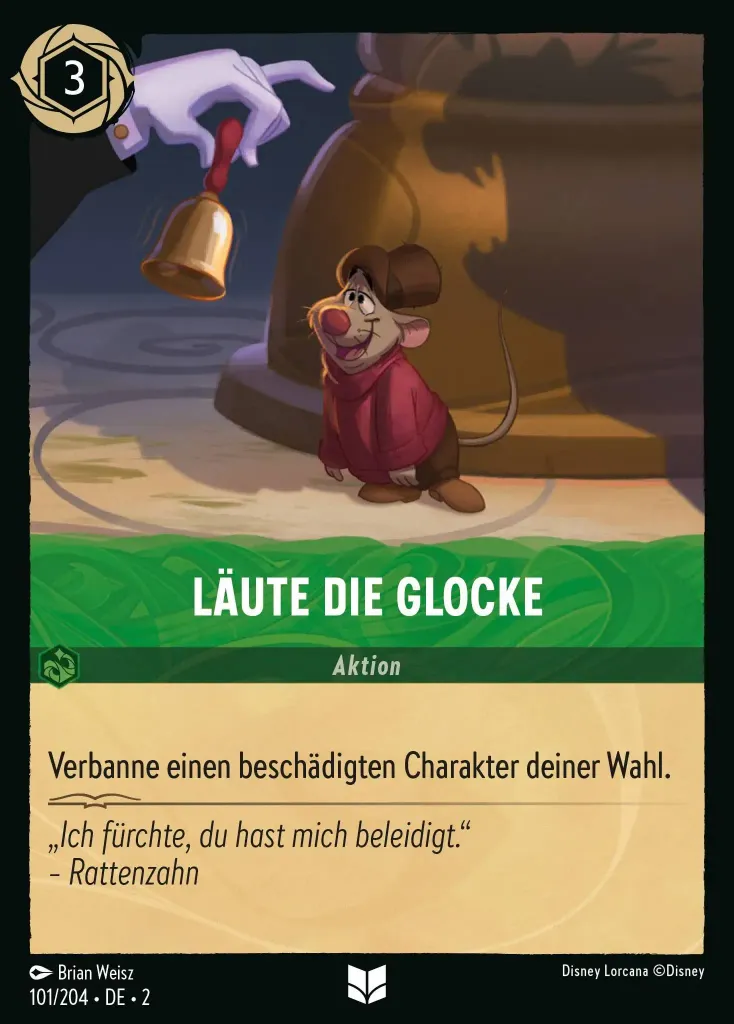 3
LÄUTE DIE GLOCKE
Aktion
Verbanne einen beschädigten Charakter deiner Wahl.
„Ich fürchte, du hast mich beleidigt.“
– Rattenzahn
Brian Weisz
Disney Lorcana ©Disney
101/204 • DE • 2